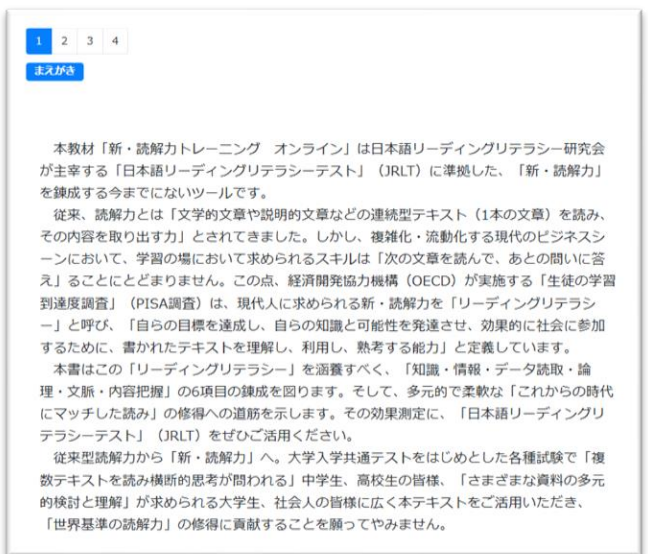 1 2 3 4
まえがき
本教材「新・読解力トレーニング　オンライン」は日本語リーディングリテラシー研究会
が主宰する「日本語リーディングリテラシーテスト」（JRLT）に準拠した、「新・読解力」
を錬成する今までにないツールです。
従来、読解力とは「文学的文章や説明的文章などの連続型テキスト（1本の文章）を読み、
その内容を取り出す力」とされてきました。しかし、複雑化・流動化する現代のビジネスシ
ーンにおいて、学習の場において求められるスキルは「次の文章を読んで、あとの問いに答
え」ることにとどまりません。この点、経済開発協力機構（OECD）が実施する「生徒の学習
到達度調査」（PISA調査）は、現代人に求められる新・読解力を「リーディングリテラシ
ー」と呼び、「自らの目標を達成し、自らの知識と可能性を発達させ、効果的に社会に参加
するために、書かれたテキストを理解し、利用し、熟考する能力」と定義しています。
本書はこの「リーディングリテラシー」を涵養すべく、「知識・情報・データ読取・論
理・文脈・内容把握」の6項目の錬成を図ります。そして、多元的で柔軟な「これからの時代
にマッチした読み」の修得への道筋を示します。その効果測定に、「日本語リーディングリ
テラシーテスト」（JRLT）をぜひご活用ください。
従来型読解力から「新・読解力」へ。大学入学共通テストをはじめとした各種試験で「複
数テキストを読み横断的思考が問われる」中学生、高校生の皆様、「さまざまな資料の多元
的検討と理解」が求められる大学生、社会人の皆様に広く本テキストをご活用いただき、
「世界基準の読解力」の修得に貢献することを願ってやみません。